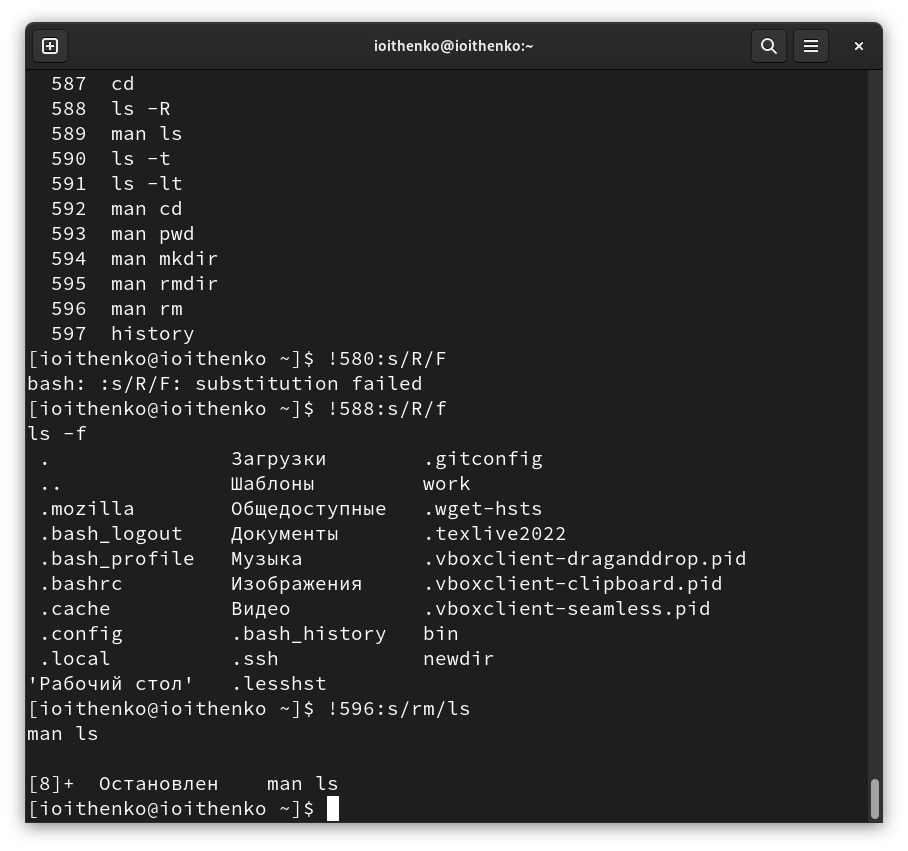 ioithenko@ioithenko:~
587 cd
588 ls -R
589 man ls
590 ls -t
591 ls -lt
592 man cd
593 man pwd
594 man mkdir
595 man rmdir
596 man rm
597 history
[ioithenko@ioithenko ~]$ !580:s/R/F
bash: :s/R/F: substitution failed
[ioithenko@ioithenko ~]$ !588:s/R/f
ls -f
. Загрузки .gitconfig
.. Шаблоны work
.mozilla Общедоступные .wget-hsts
.bash_logout Документы .texlive2022
.bash_profile Музыка .vboxclient-draganddrop.pid
.bashrc Изображения .vboxclient-clipboard.pid
.cache Видео .vboxclient-seamless.pid
.config .bash_history bin
.local .ssh newdir
'Рабочий стол' .lesshst
[ioithenko@ioithenko ~]$ !596:s/rm/ls
man ls
[8]+ Остановлен man ls
[ioithenko@ioithenko ~]$